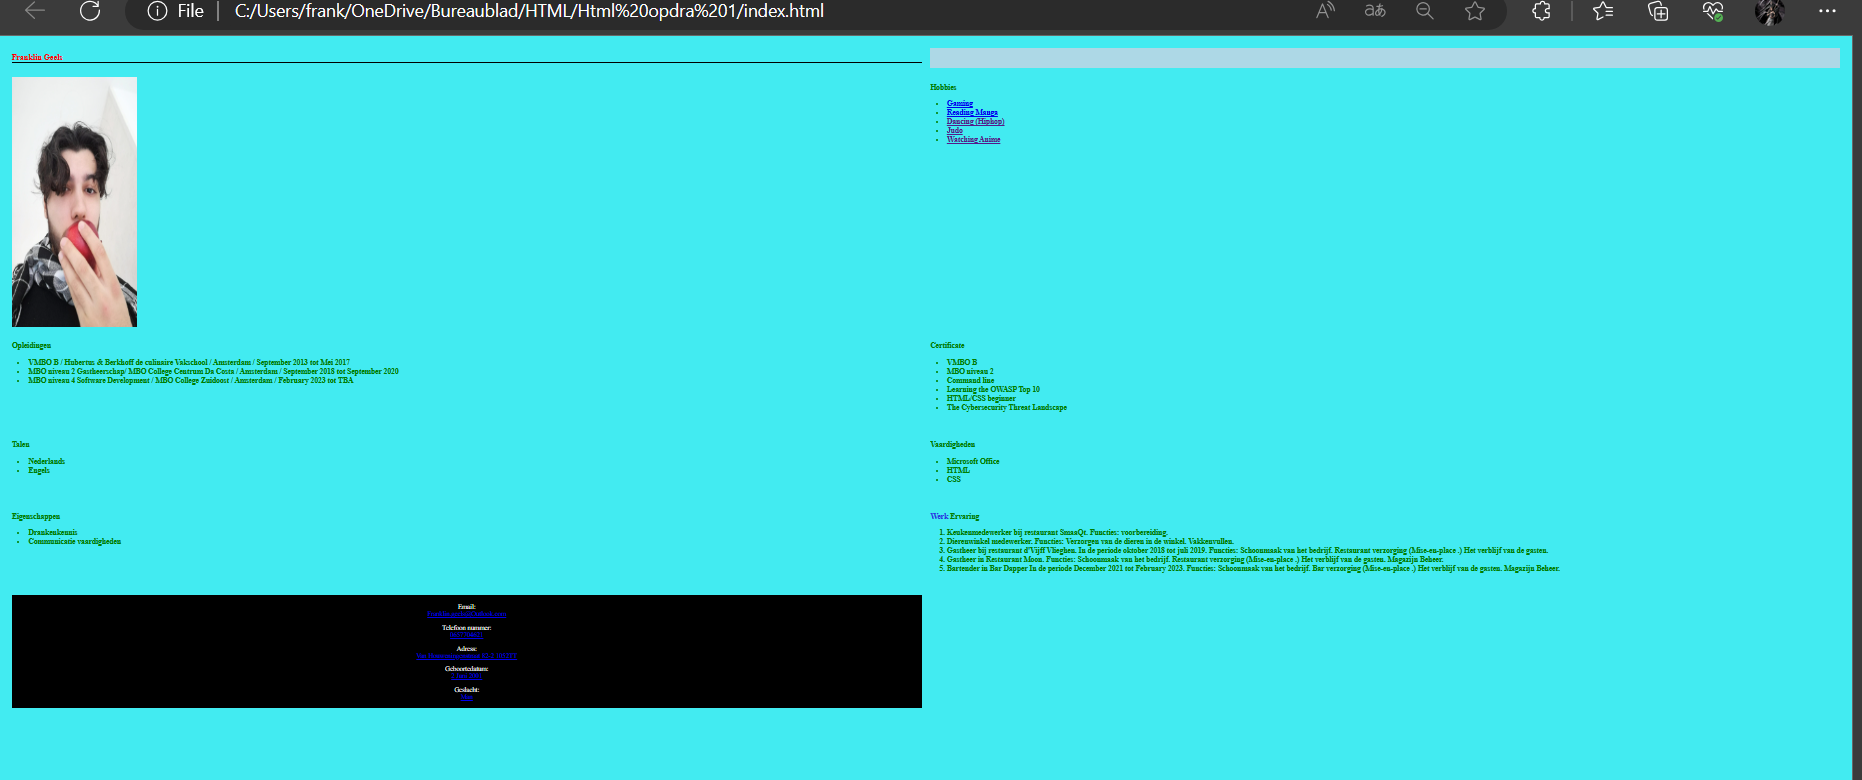 File
C:/Users/frank/OneDrive/Bureaublad/HTML/Html%20opdra%201/index.html
Franklin Geels
Hobbies
Gaming
Reading Manga
Dancing (Hiphop)
Judo
Watching Anime
Opleidingen
VMBO B / Hubertus & Berkhoff de culinaire Vakschool / Amsterdam / September 2013 tot Mei 2017
MBO niveau 2 Gastheerschap/ MBO College Centrum Da Costa / Amsterdam / September 2018 tot September 2020
MBO niveau 4 Software Development / MBO College Zuidoost / Amsterdam / February 2023 tot TBA
Certificate
VMBO B
MBO niveau 2
Command line
Learning the OWASP Top 10
HTML/CSS beginner
The Cybersecurity Threat Landscape
Talen
Nederlands
Engels
Vaardigheden
Microsoft Office
HTML
CSS
Eigenschappen
Drankenkennis
Communicatie vaardigheden
Werk Ervaring
1. Keukenmedewerker bij restaurant SmaaQt. Functies: voorbereiding.
2. Dierenwinkel medewerker. Functies: Verzorgen van de dieren in de winkel. Vakkenvullen.
3. Gastheer bij restaurant d'Vijff Vlieghen. In de periode oktober 2018 tot juli 2019. Functies: Schoonmaak van het bedrijf. Restaurant verzorging (Mise-en-place .) Het verblijf van de gasten.
4. Gastheer in Restaurant Moon. Functies: Schoonmaak van het bedrijf. Restaurant verzorging (Mise-en-place .) Het verblijf van de gasten. Magazijn Beheer.
5. Bartender in Bar Dapper In de periode December 2021 tot February 2023. Functies: Schoonmaak van het bedrijf. Bar verzorging (Mise-en-place .) Het verblijf van de gasten. Magazijn Beheer.
Email:
Telefoon nummer:
Adress:
Geboortedatum:
Geslacht: